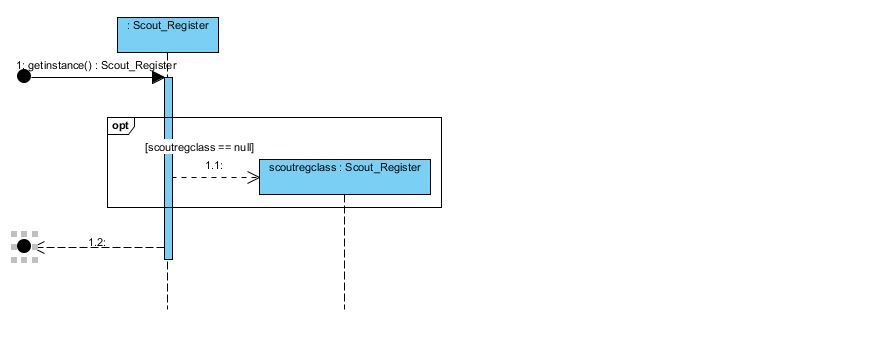 : Scout_Register
1: getinstance() : Scout_Register
opt
[scoutregclass == null]
1.1:
scoutregclass : Scout_Register
1.2: